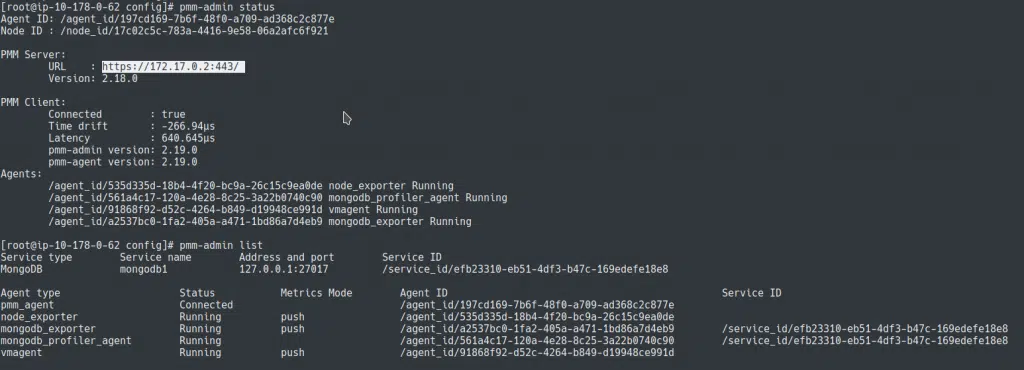 [root@ip-10-178-0-62 config]# pmm-admin status
Agent ID: /agent_id/197cd169-7b6f-48f0-a709-ad368c2c877e
Node ID : /node_id/17c02c5c-783a-4416-9e58-06a2afc6f921
PMM Server:
URL : https://172.17.0.2:443/
Version: 2.18.0
PMM Client:
Connected : true
Time drift : -266.94µs
Latency : 640.645µs
pmm-admin version: 2.19.0
pmm-agent version: 2.19.0
Agents:
/agent_id/535d335d-18b4-4f20-bc9a-26c15c9ea0de node_exporter Running
/agent_id/561a4c17-120a-4e28-8c25-3a22b0740c90 mongodb_profiler_agent Running
/agent_id/91868f92-d52c-4264-b849-d19948ce991d vmagent Running
/agent_id/a2537bc0-1fa2-405a-a471-1bd86a7d4eb9 mongodb_exporter Running
[root@ip-10-178-0-62 config]# pmm-admin list
Service type Service name Address and port Service ID
MongoDB mongodb1 127.0.0.1:27017 /service_id/efb23310-eb51-4df3-b47c-169edefe18e8
Agent type Status Metrics Mode Agent ID Service ID
pmm_agent Connected /agent_id/197cd169-7b6f-48f0-a709-ad368c2c877e
node_exporter Running push /agent_id/535d335d-18b4-4f20-bc9a-26c15c9ea0de
mongodb_exporter Running push /agent_id/a2537bc0-1fa2-405a-a471-1bd86a7d4eb9 /service_id/efb23310-eb51-4df3-b47c-169edefe18e8
mongodb_profiler_agent Running /agent_id/561a4c17-120a-4e28-8c25-3a22b0740c90 /service_id/efb23310-eb51-4df3-b47c-169edefe18e8
vmagent Running push /agent_id/91868f92-d52c-4264-b849-d19948ce991d